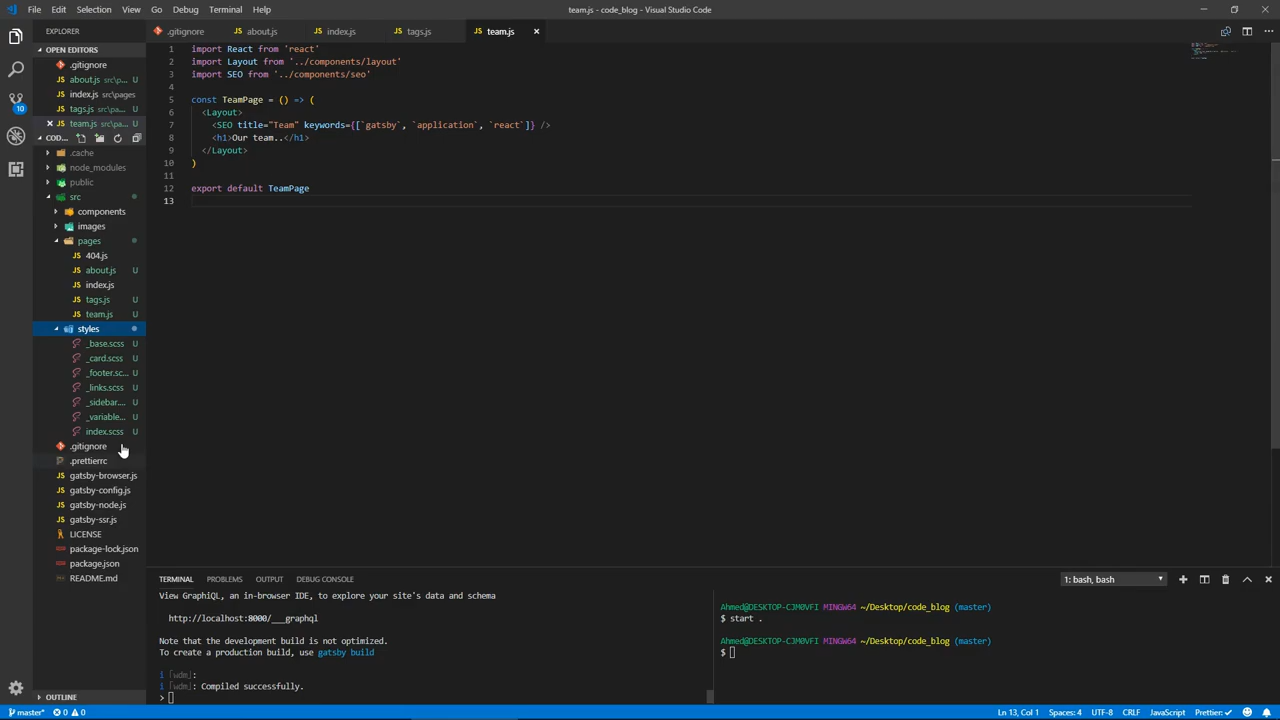 File Edit Selection View Go Debug Terminal Help
team.js - code_blog - Visual Studio Code
EXPLORER
OPEN EDITORS
.gitignore
about.js src\p...
index.js src\pages
tags.js src\pa...
team.js src\pa...
COD...
.cache
node_modules
public
src
components
images
pages
404.js
about.js U
index.js
tags.js U
team.js U
styles
_base.scss U
_card.scss U
_footer.sc... U
_links.scss U
_sidebar.... U
_variable... U
index.scss U
.gitignore
.prettierrc
gatsby-browser.js
gatsby-config.js
gatsby-node.js
gatsby-ssr.js
LICENSE
package-lock.json
package.json
README.md
OUTLINE
10
.gitignore about.js index.js tags.js team.js
1 import React from 'react'
2 import Layout from '../components/layout'
3 import SEO from '../components/seo'
4
5 const TeamPage = () => (
6 <Layout>
7 <SEO title="Team" keywords={[`gatsby`, `application`, `react`]} />
8 <h1>Our team..</h1>
9 </Layout>
10 )
11
12 export default TeamPage
13
TERMINAL PROBLEMS OUTPUT DEBUG CONSOLE
1: bash, bash
View GraphiQL, an in-browser IDE, to explore your site's data and schema
http://localhost:8000/___graphql
Note that the development build is not optimized.
To create a production build, use gatsby build
i [wdm]:
i [wdm]: Compiled successfully.
>
Ahmed@DESKTOP-CJM0VFI MINGW64 ~/Desktop/code_blog (master)
$ start .
Ahmed@DESKTOP-CJM0VFI MINGW64 ~/Desktop/code_blog (master)
$
master* 0 0
Ln 13, Col 1 Spaces: 4 UTF-8 CRLF JavaScript Prettier: ✓